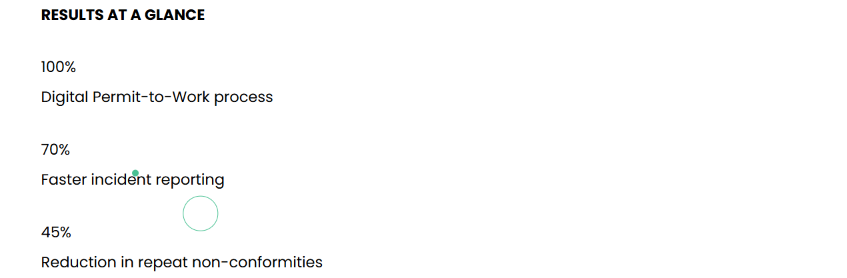 RESULTS AT A GLANCE
100%
Digital Permit-to-Work process
70%
Faster incident reporting
45%
Reduction in repeat non-conformities